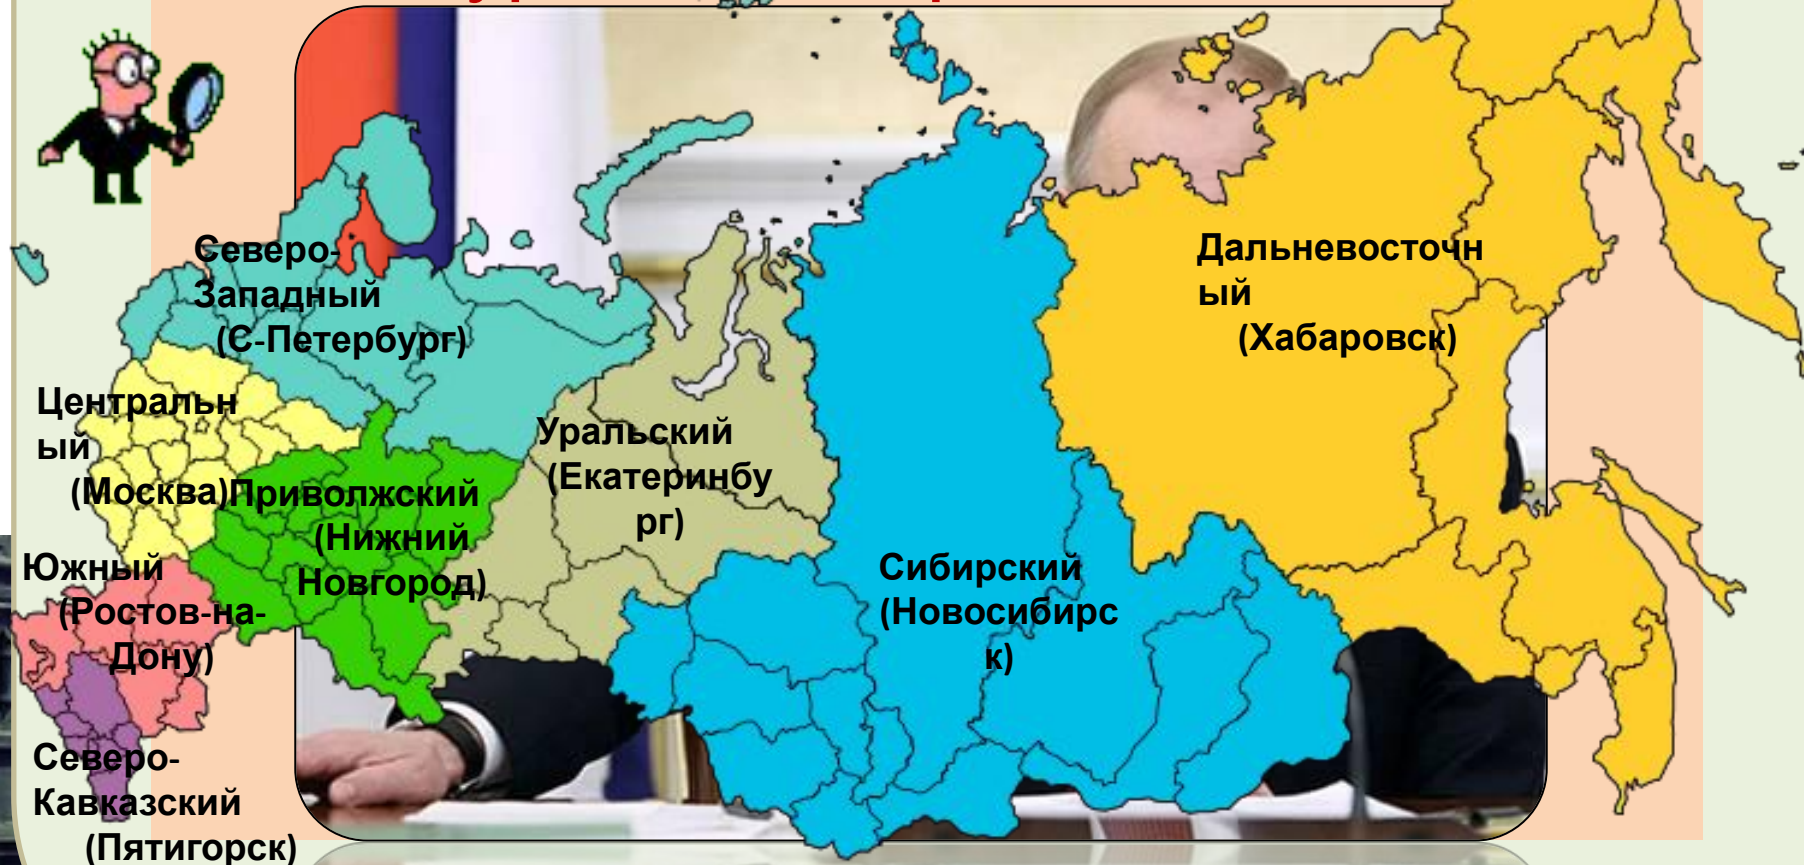 Северо-
Западный
(С-Петербург)
Центральн
ый
(Москва)
Приволжский
(Нижний
Новгород)
Уральский
(Екатеринбу
рг)
Дальневосточн
ый
(Хабаровск)
Южный
(Ростов-на-
Дону)
Сибирский
(Новосибирс
к)
Северо-
Кавказский
(Пятигорск)